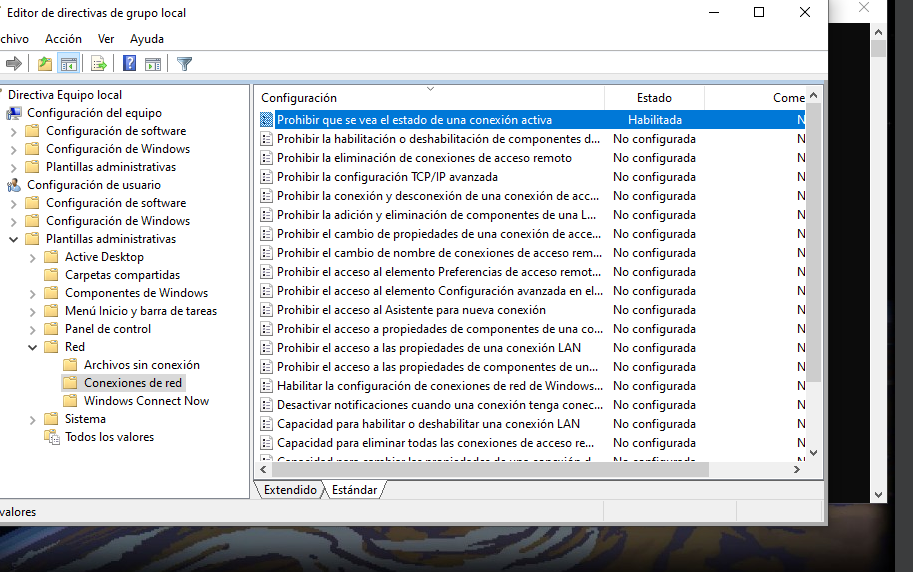 Editor de directivas de grupo local
chivo Acción Ver Ayuda
Directiva Equipo local
Configuración del equipo
Configuración de software
Configuración de Windows
Plantillas administrativas
Configuración de usuario
Configuración de software
Configuración de Windows
Plantillas administrativas
Active Desktop
Carpetas compartidas
Componentes de Windows
Menú Inicio y barra de tareas
Panel de control
Red
Archivos sin conexión
Conexiones de red
Windows Connect Now
Sistema
Todos los valores
Configuración Estado Come
Prohibir que se vea el estado de una conexión activa Habilitada N
Prohibir la habilitación o deshabilitación de componentes d... No configurada N
Prohibir la eliminación de conexiones de acceso remoto No configurada N
Prohibir la configuración TCP/IP avanzada No configurada N
Prohibir la conexión y desconexión de una conexión de acc... No configurada N
Prohibir la adición y eliminación de componentes de una L... No configurada N
Prohibir el cambio de propiedades de una conexión de acce... No configurada N
Prohibir el cambio de nombre de conexiones de acceso rem... No configurada N
Prohibir el acceso al elemento Preferencias de acceso remot... No configurada N
Prohibir el acceso al elemento Configuración avanzada en el... No configurada N
Prohibir el acceso al Asistente para nueva conexión No configurada N
Prohibir el acceso a propiedades de componentes de una co... No configurada N
Prohibir el acceso a las propiedades de una conexión LAN No configurada N
Prohibir el acceso a las propiedades de componentes de un... No configurada N
Habilitar la configuración de conexiones de red de Windows... No configurada N
Desactivar notificaciones cuando una conexión tenga conec... No configurada N
Capacidad para habilitar o deshabilitar una conexión LAN No configurada N
Capacidad para eliminar todas las conexiones de acceso re... No configurada N
Capacidad para cambiar las propiedades de una conexión d... No configurada N
Extendido Estándar
valores